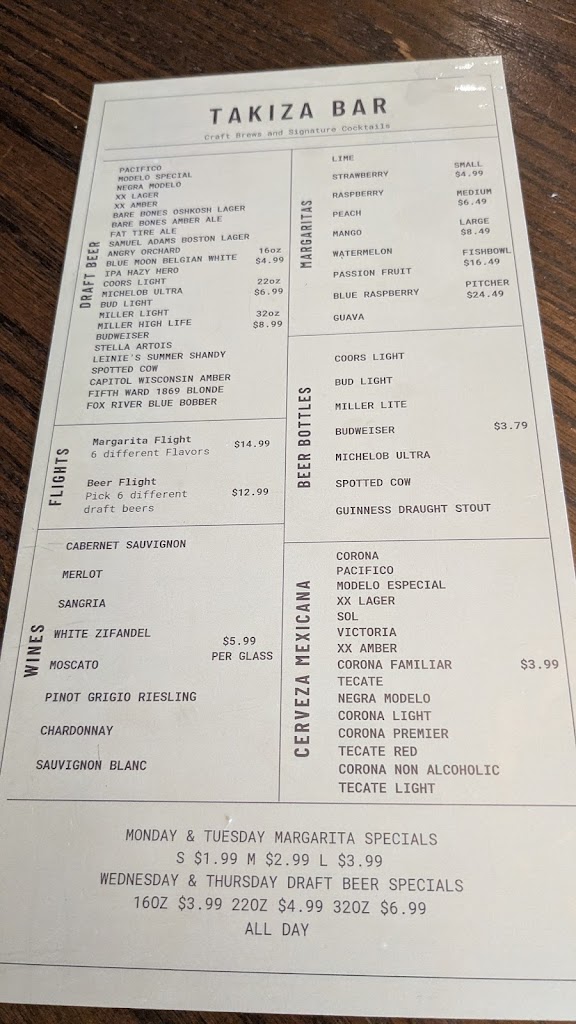 TAKIZA BAR
Craft Brews and Signature Cocktails
DRAFT BEER
PACIFICO
MODELO SPECIAL
NEGRA MODELO
XX LAGER
XX AMBER
BARE BONES OSHKOSH LAGER
BARE BONES AMBER ALE
FAT TIRE ALE
SAMUEL ADAMS BOSTON LAGER
ANGRY ORCHARD
BLUE MOON BELGIAN WHITE
IPA HAZY HERO
COORS LIGHT
MICHELOB ULTRA
BUD LIGHT
MILLER LIGHT
MILLER HIGH LIFE
BUDWEISER
STELLA ARTOIS
LEINIE'S SUMMER SHANDY
SPOTTED COW
CAPITOL WISCONSIN AMBER
FIFTH WARD 1869 BLONDE
FOX RIVER BLUE BOBBER
16oz
$4.99
22oz
$6.99
32oz
$8.99
FLIGHTS
Margarita Flight
6 different Flavors
$14.99
Beer Flight
Pick 6 different
draft beers
$12.99
WINES
CABERNET SAUVIGNON
MERLOT
SANGRIA
WHITE ZIFANDEL
MOSCATO
PINOT GRIGIO RIESLING
CHARDONNAY
SAUVIGNON BLANC
$5.99
PER GLASS
MARGARITAS
LIME
STRAWBERRY
RASPBERRY
PEACH
MANGO
WATERMELON
PASSION FRUIT
BLUE RASPBERRY
GUAVA
SMALL
$4.99
MEDIUM
$6.49
LARGE
$8.49
FISHBOWL
$16.49
PITCHER
$24.49
BEER BOTTLES
COORS LIGHT
BUD LIGHT
MILLER LITE
BUDWEISER
MICHELOB ULTRA
SPOTTED COW
GUINNESS DRAUGHT STOUT
$3.79
CERVEZA MEXICANA
CORONA
PACIFICO
MODELO ESPECIAL
XX LAGER
SOL
VICTORIA
XX AMBER
CORONA FAMILIAR
TECATE
NEGRA MODELO
CORONA LIGHT
CORONA PREMIER
TECATE RED
CORONA NON ALCOHOLIC
TECATE LIGHT
$3.99
MONDAY & TUESDAY MARGARITA SPECIALS
S $1.99 M $2.99 L $3.99
WEDNESDAY & THURSDAY DRAFT BEER SPECIALS
16OZ $3.99 22OZ $4.99 32OZ $6.99
ALL DAY